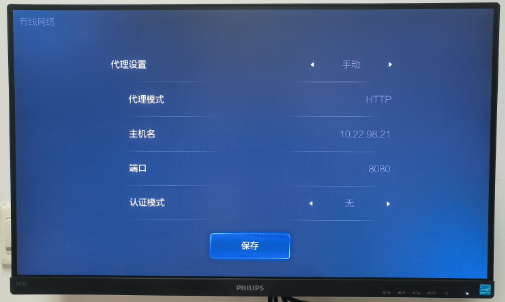 有线网络
代理设置 手动
代理模式 HTTP
主机名 10.22.98.21
端口 8080
认证模式 无
保存
PHILIPS